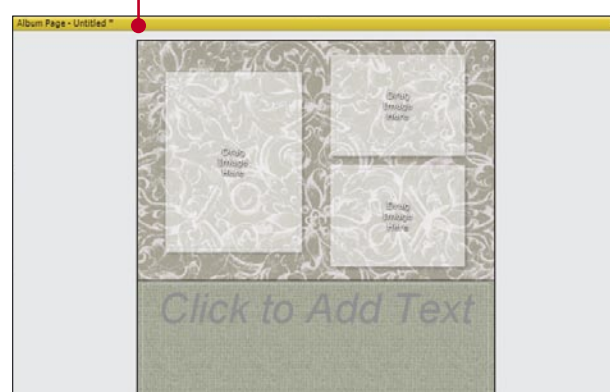 Album Page - Untitled *
Drag
Image
Here
Drag
Image
Here
Drag
Image
Here
Click to Add Text